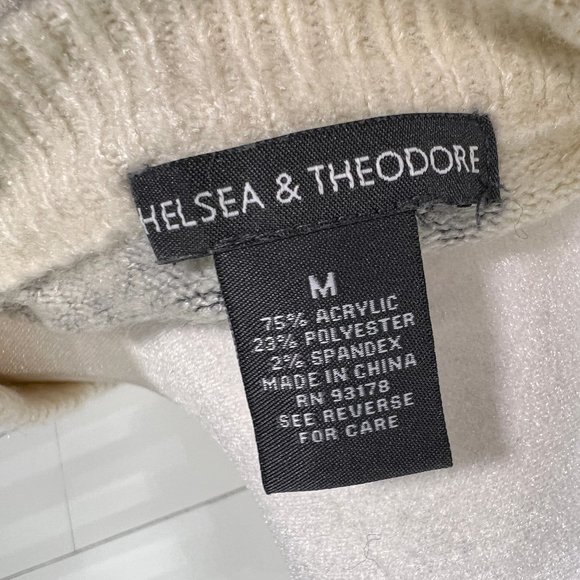 HELSEA & THEODORE
M
75% ACRYLIC
23% POLYESTER
2% SPANDEX
MADE IN CHINA
RN 93178
SEE REVERSE
FOR CARE